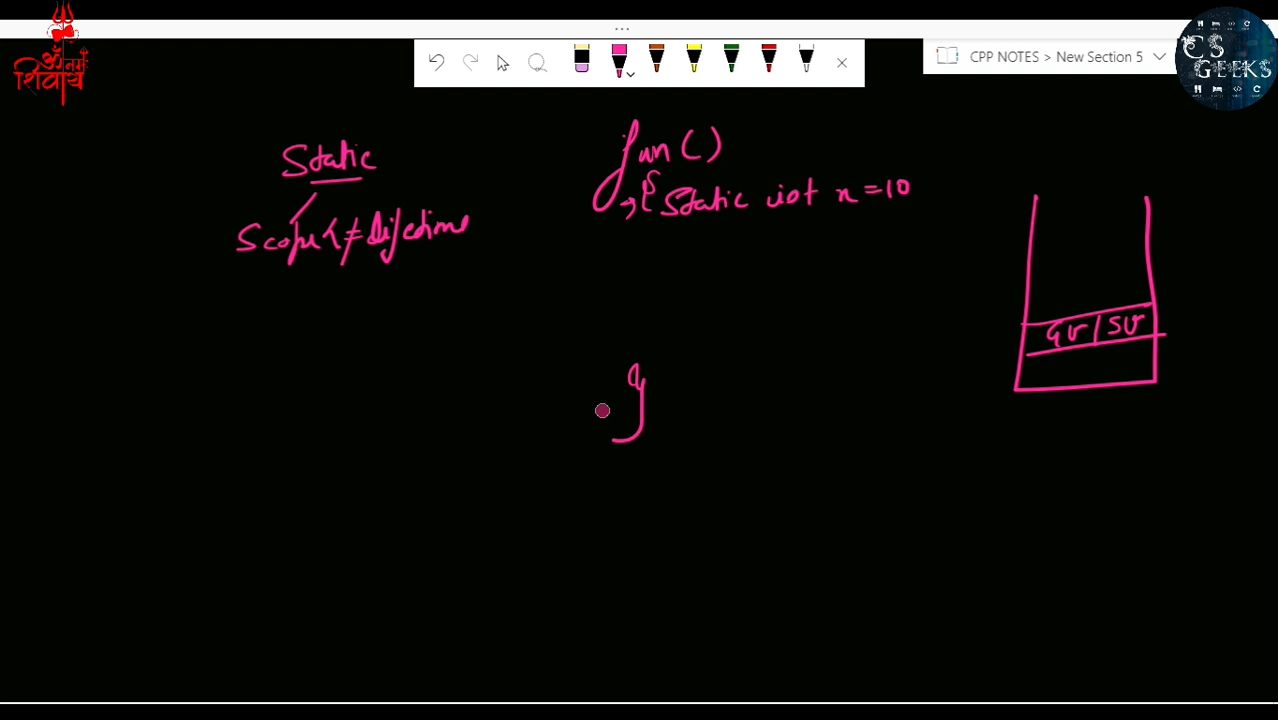 ॐ नमः
शिवाय
CPP NOTES > New Section 5
CS
GEEKS
Static
Scope ≠ lifetime
fun()
{ Static int x=10
}
GV | SV